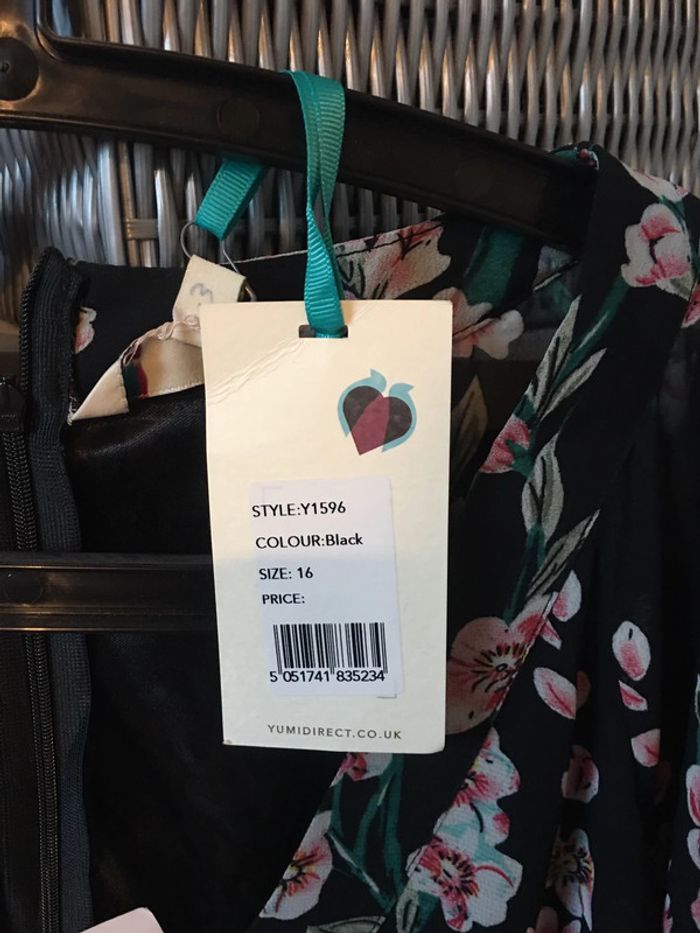 STYLE:Y1596
COLOUR:Black
SIZE: 16
PRICE:
5 051741 835234
YUMIDIRECT.CO.UK